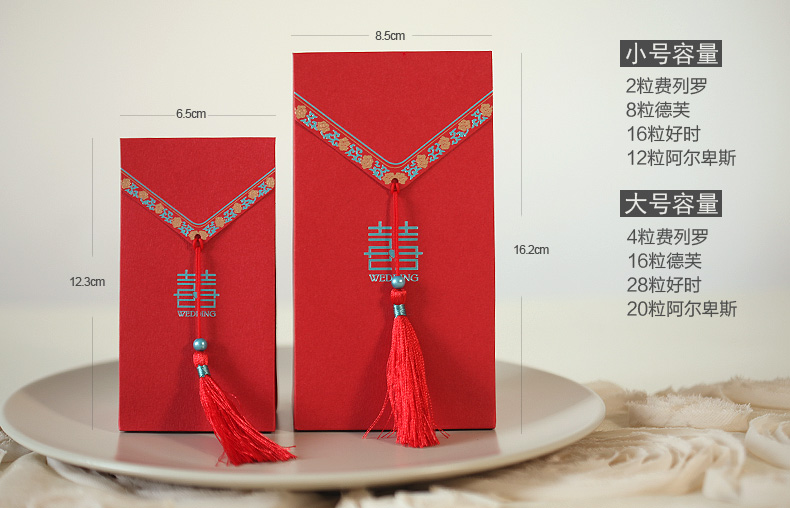 8.5cm
6.5cm
12.3cm
16.2cm
囍
WEDDING
囍
WEDDING
小号容量
2粒费列罗
8粒德芙
16粒好时
12粒阿尔卑斯
大号容量
4粒费列罗
16粒德芙
28粒好时
20粒阿尔卑斯